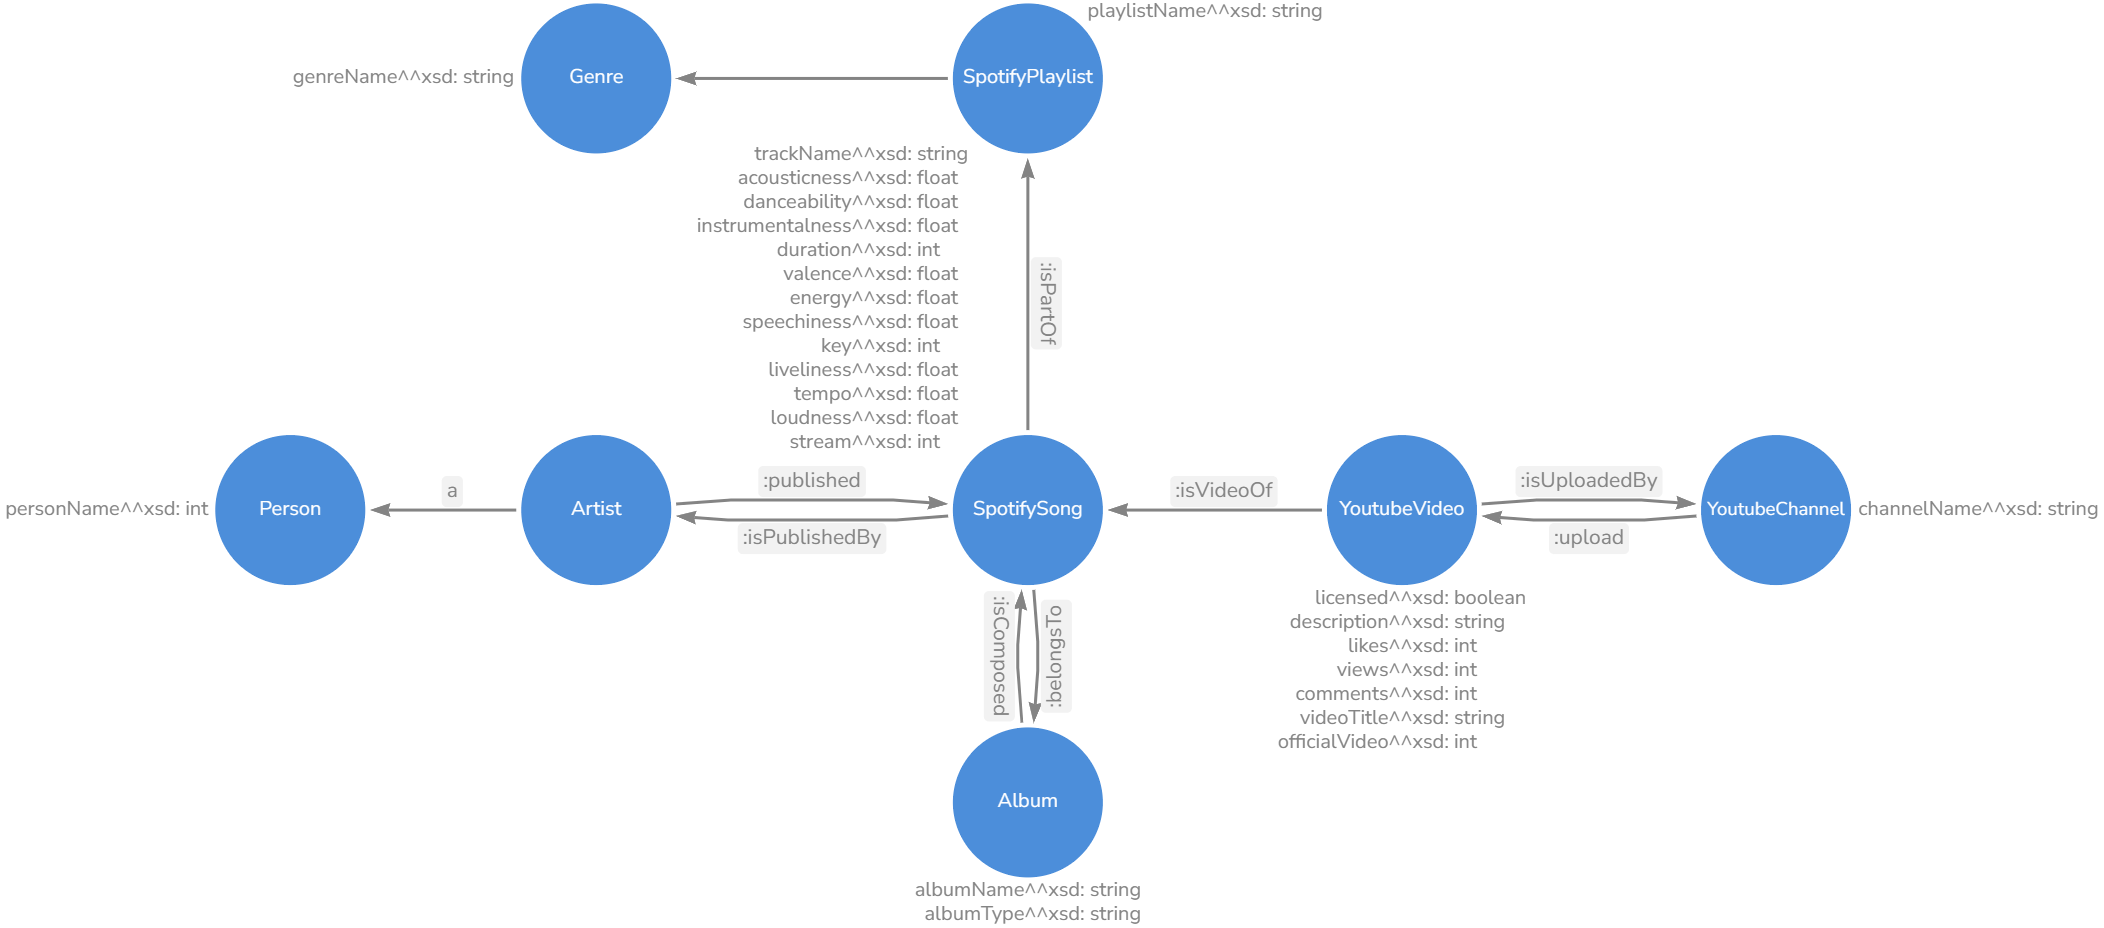 playlistName^^xsd: string
genreName^^xsd: string
Genre
SpotifyPlaylist
trackName^^xsd: string
acousticness^^xsd: float
danceability^^xsd: float
instrumentalness^^xsd: float
duration^^xsd: int
valence^^xsd: float
energy^^xsd: float
speechiness^^xsd: float
key^^xsd: int
liveliness^^xsd: float
tempo^^xsd: float
loudness^^xsd: float
stream^^xsd: int
:isPartOf
personName^^xsd: int
Person
a
Artist
:published
:isPublishedBy
SpotifySong
:isVideoOf
YoutubeVideo
:isUploadedBy
:upload
YoutubeChannel
channelName^^xsd: string
licensed^^xsd: boolean
description^^xsd: string
likes^^xsd: int
views^^xsd: int
comments^^xsd: int
videoTitle^^xsd: string
officialVideo^^xsd: int
:isComposed
:belongsTo
Album
albumName^^xsd: string
albumType^^xsd: string